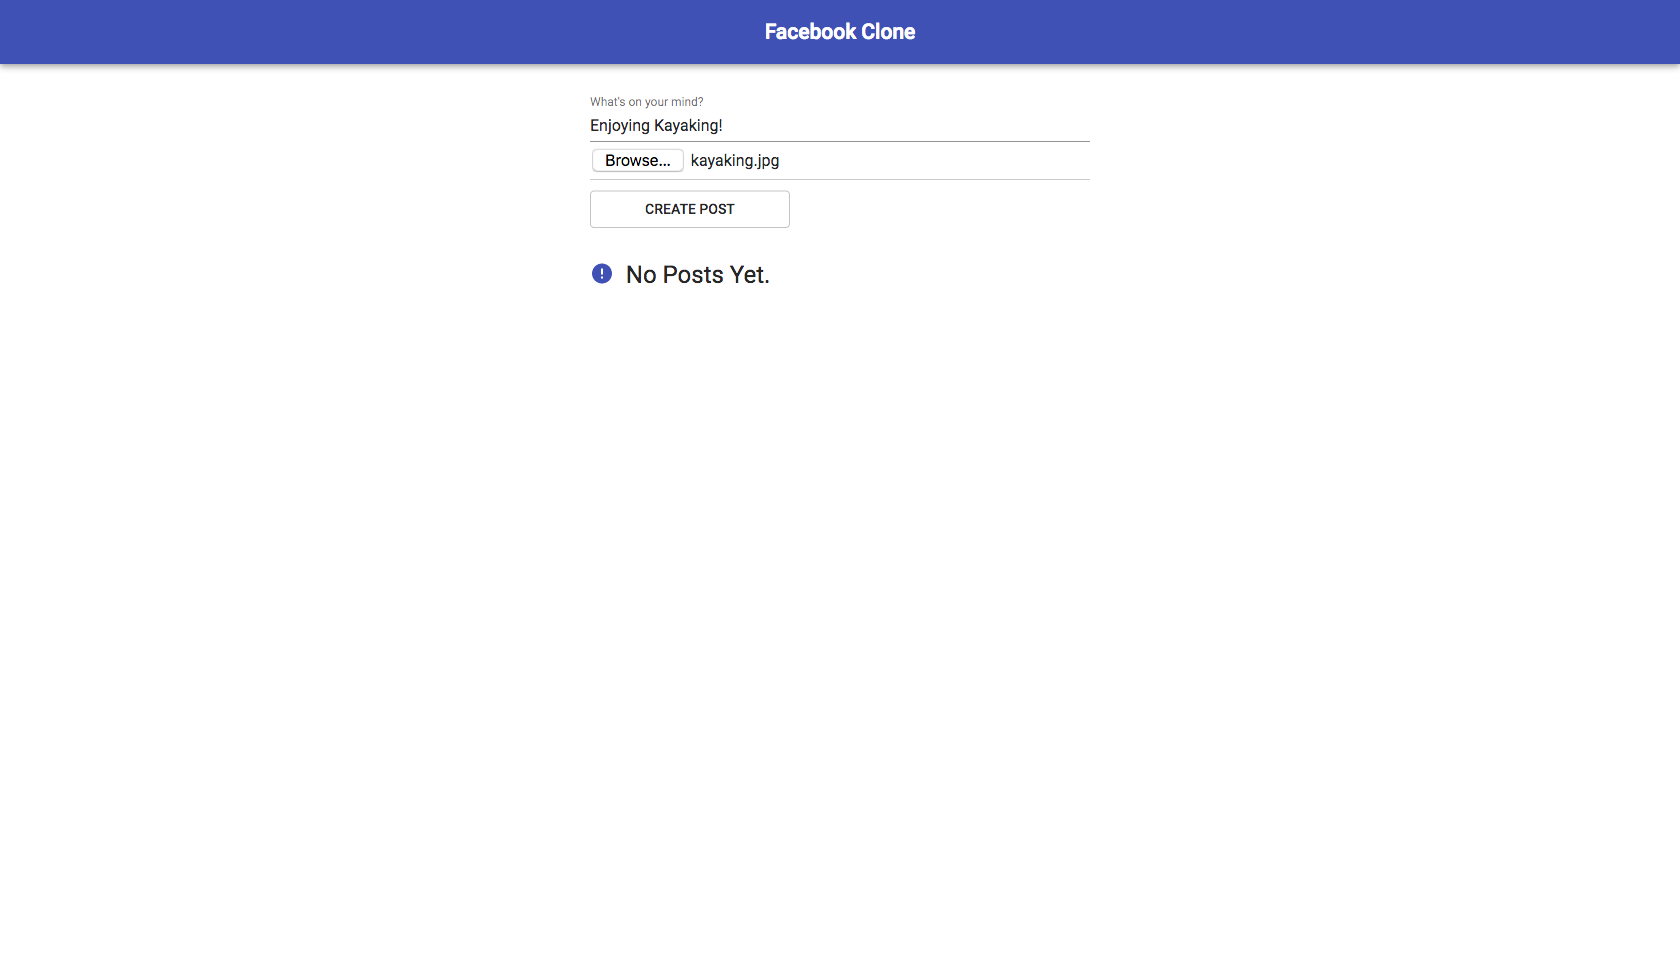 Facebook Clone
What's on your mind?
Enjoying Kayaking!
Browse... kayaking.jpg
CREATE POST
No Posts Yet.